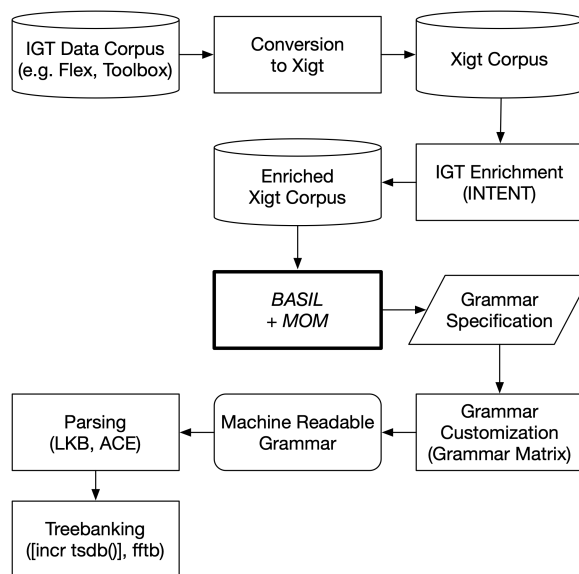 IGT Data Corpus
(e.g. Flex, Toolbox)
Conversion
to Xigt
Xigt Corpus
IGT Enrichment
(INTENT)
Enriched
Xigt Corpus
BASIL
+ MOM
Grammar
Specification
Grammar
Customization
(Grammar Matrix)
Machine Readable
Grammar
Parsing
(LKB, ACE)
Treebanking
([incr tsdb()], fftb)